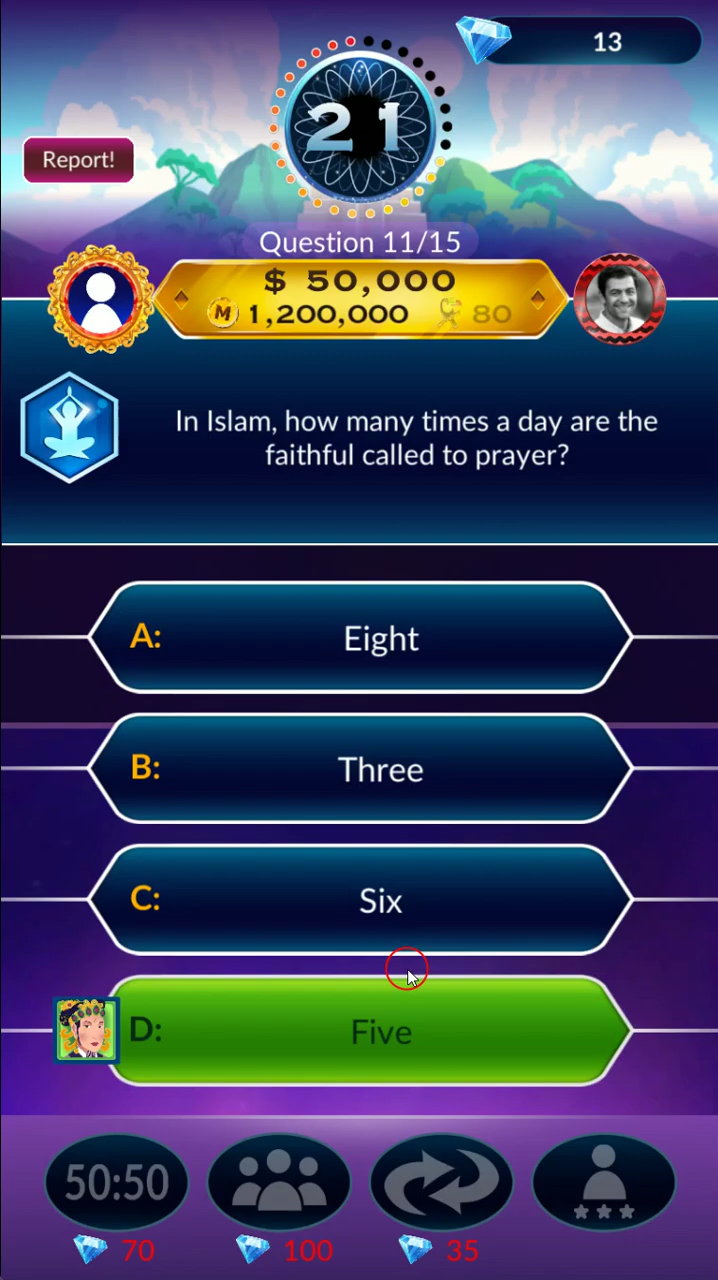 13
21
Report!
Question 11/15
$ 50,000
M 1,200,000 80
In Islam, how many times a day are the
faithful called to prayer?
A: Eight
B: Three
C: Six
D: Five
50:50
70 100 35